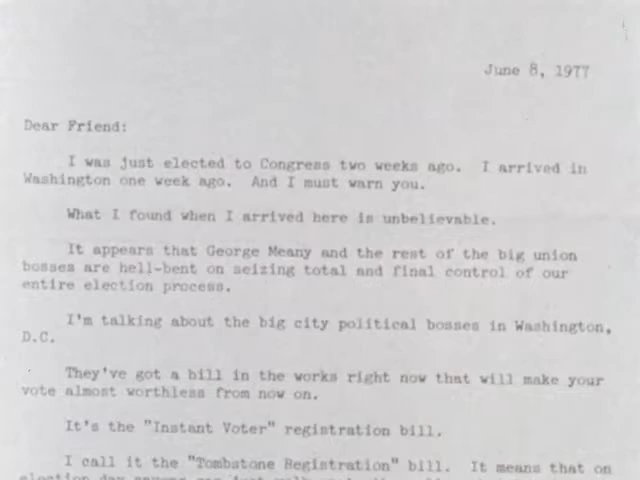 June 8, 1977
Dear Friend:
I was just elected to Congress two weeks ago. I arrived in
Washington one week ago. And I must warn you.
What I found when I arrived here is unbelievable.
It appears that George Meany and the rest of the big union
bosses are hell-bent on seizing total and final control of our
entire election process.
I'm talking about the big city political bosses in Washington,
D.C.
They've got a bill in the works right now that will make your
vote almost worthless from now on.
It's the "Instant Voter" registration bill.
I call it the "Tombstone Registration" bill. It means that on